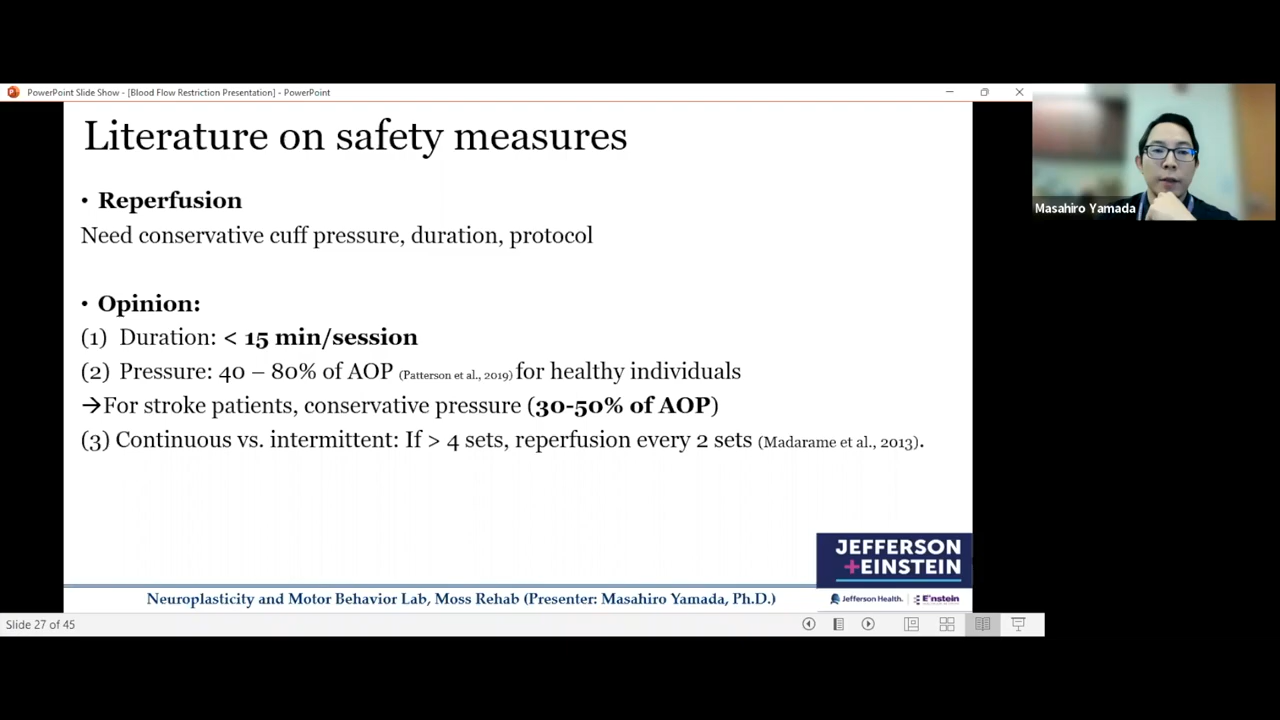 PowerPoint Slide Show - [Blood Flow Restriction Presentation] - PowerPoint
Literature on safety measures
• Reperfusion
Need conservative cuff pressure, duration, protocol
• Opinion:
(1) Duration: < 15 min/session
(2) Pressure: 40 – 80% of AOP (Patterson et al., 2019) for healthy individuals
→For stroke patients, conservative pressure (30-50% of AOP)
(3) Continuous vs. intermittent: If > 4 sets, reperfusion every 2 sets (Madarame et al., 2013).
Masahiro Yamada
JEFFERSON
+EINSTEIN
Neuroplasticity and Motor Behavior Lab, Moss Rehab (Presenter: Masahiro Yamada, Ph.D.)
Jefferson Health. | Einstein
Slide 27 of 45